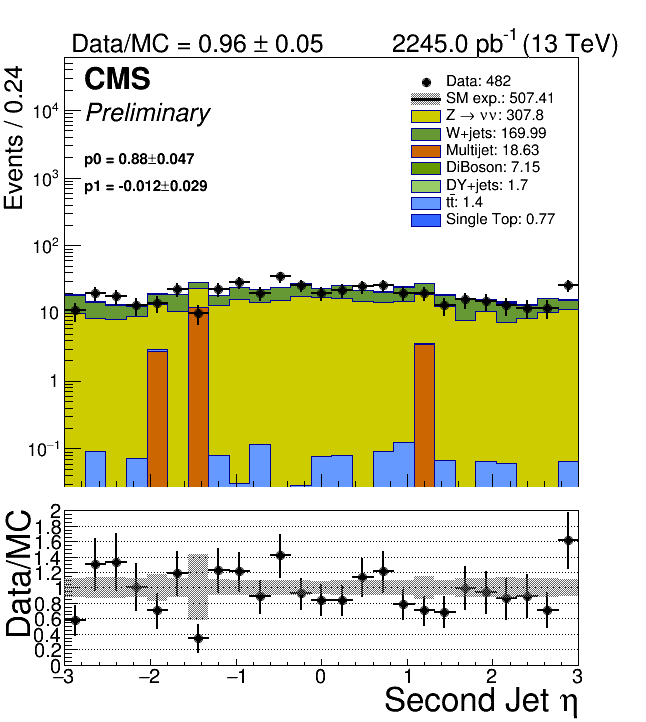 Data/MC = 0.96 ± 0.05 2245.0 pb⁻¹ (13 TeV)
CMS
Preliminary
p0 = 0.88±0.047
p1 = -0.012±0.029
Data: 482
SM exp.: 507.41
Z → νν: 307.8
W+jets: 169.99
Multijet: 18.63
DiBoson: 7.15
DY+jets: 1.7
tt̄: 1.4
Single Top: 0.77
Events / 0.24
10⁴
10³
10²
10
1
10⁻¹
Data/MC
2
1.8
1.6
1.4
1.2
1
0.8
0.6
0.4
0.2
0
−3 −2 −1 0 1 2 3
Second Jet η